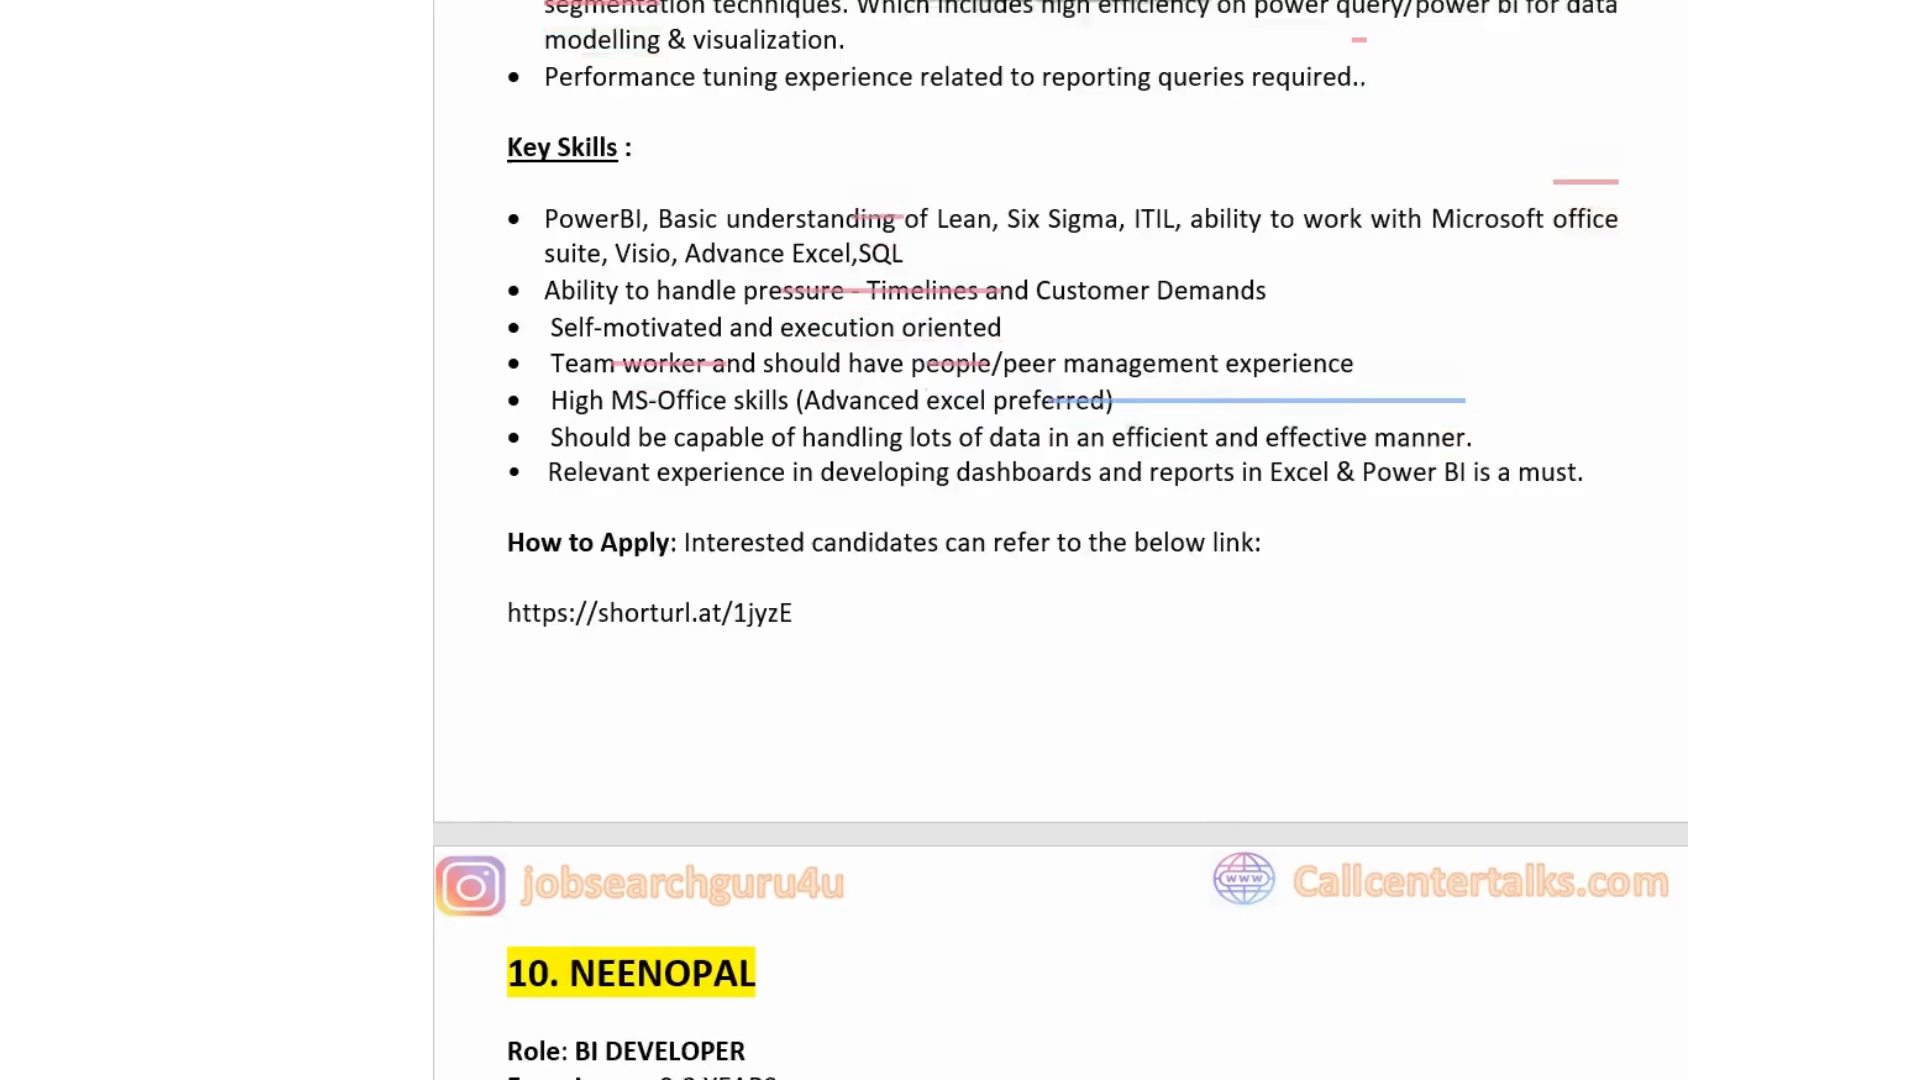 segmentation techniques. Which includes high efficiency on power query/power bi for data
modelling & visualization.
• Performance tuning experience related to reporting queries required..
Key Skills :
• PowerBI, Basic understanding of Lean, Six Sigma, ITIL, ability to work with Microsoft office
suite, Visio, Advance Excel,SQL
• Ability to handle pressure - Timelines and Customer Demands
• Self-motivated and execution oriented
• Team worker and should have people/peer management experience
• High MS-Office skills (Advanced excel preferred)
• Should be capable of handling lots of data in an efficient and effective manner.
• Relevant experience in developing dashboards and reports in Excel & Power BI is a must.
How to Apply: Interested candidates can refer to the below link:
https://shorturl.at/1jyzE
jobsearchguru4u
www Callcentertalks.com
10. NEENOPAL
Role: BI DEVELOPER